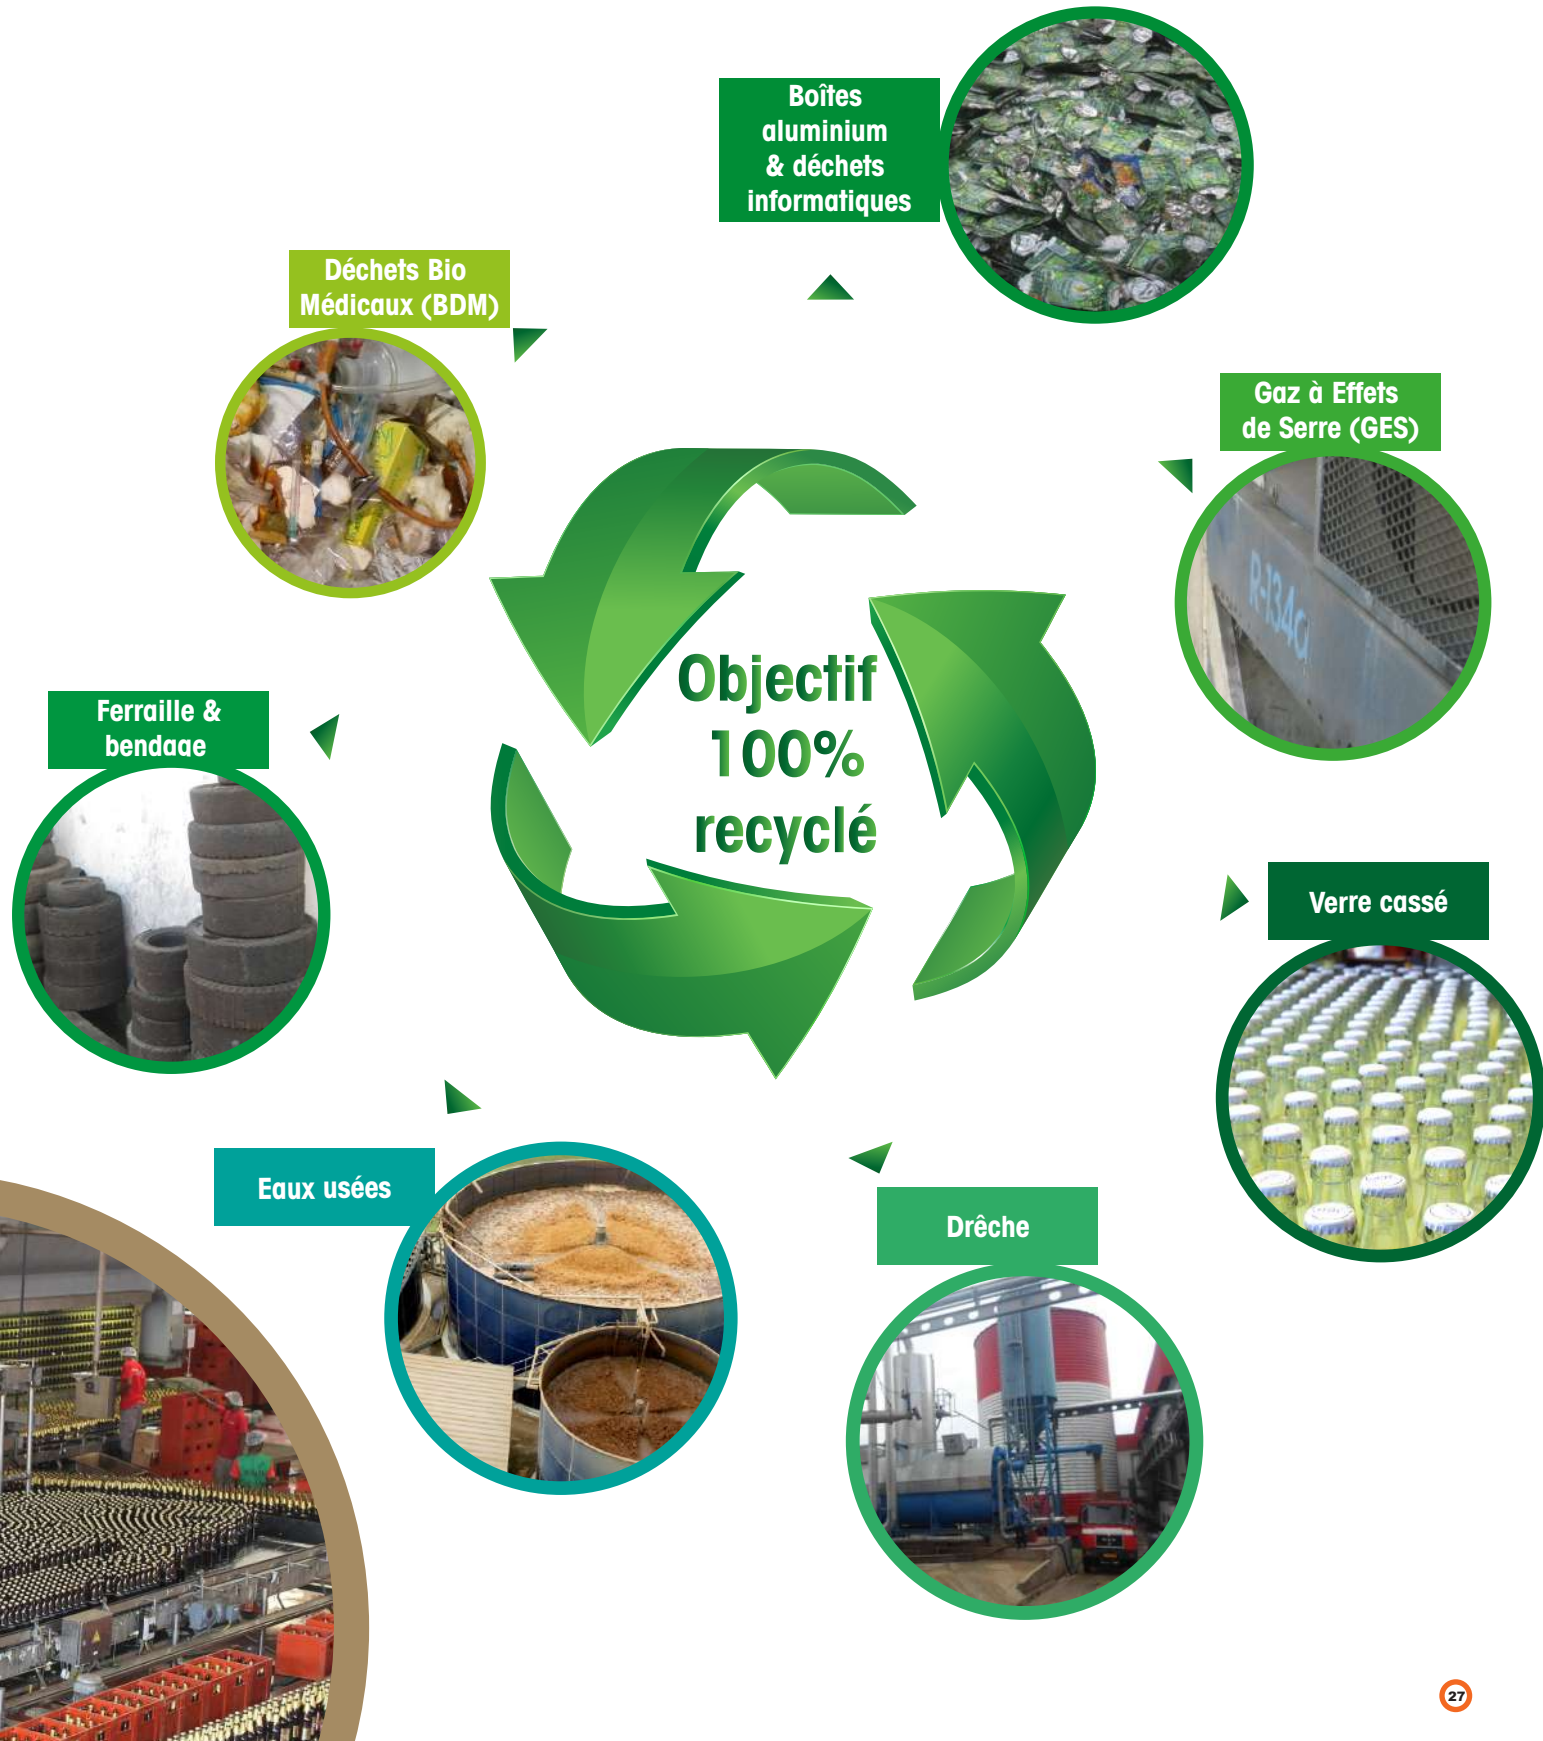 Boîtes
aluminium
& déchets
informatiques
Déchets Bio
Médicaux (BDM)
Gaz à Effets
de Serre (GES)
R-134a
Objectif
100%
recyclé
Ferraille &
bendage
Verre cassé
Eaux usées
Drêche
27